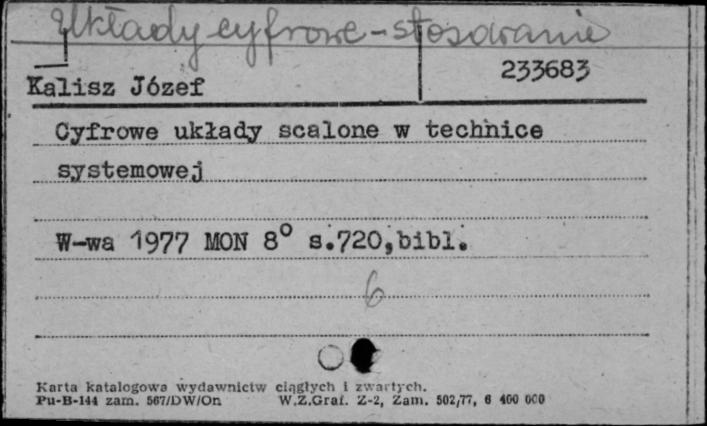 Układy cyfrowe - stosowanie
233683
Kalisz Józef
Cyfrowe układy scalone w technice
systemowej
W-wa 1977 MON 8° s.720,bibl.
6
Karta katalogowa wydawnictw ciągłych i zwartych.
Pu-B-144 zam. 567/DW/On W.Z.Graf. Z-2, Zam. 502/77, 6 400 000